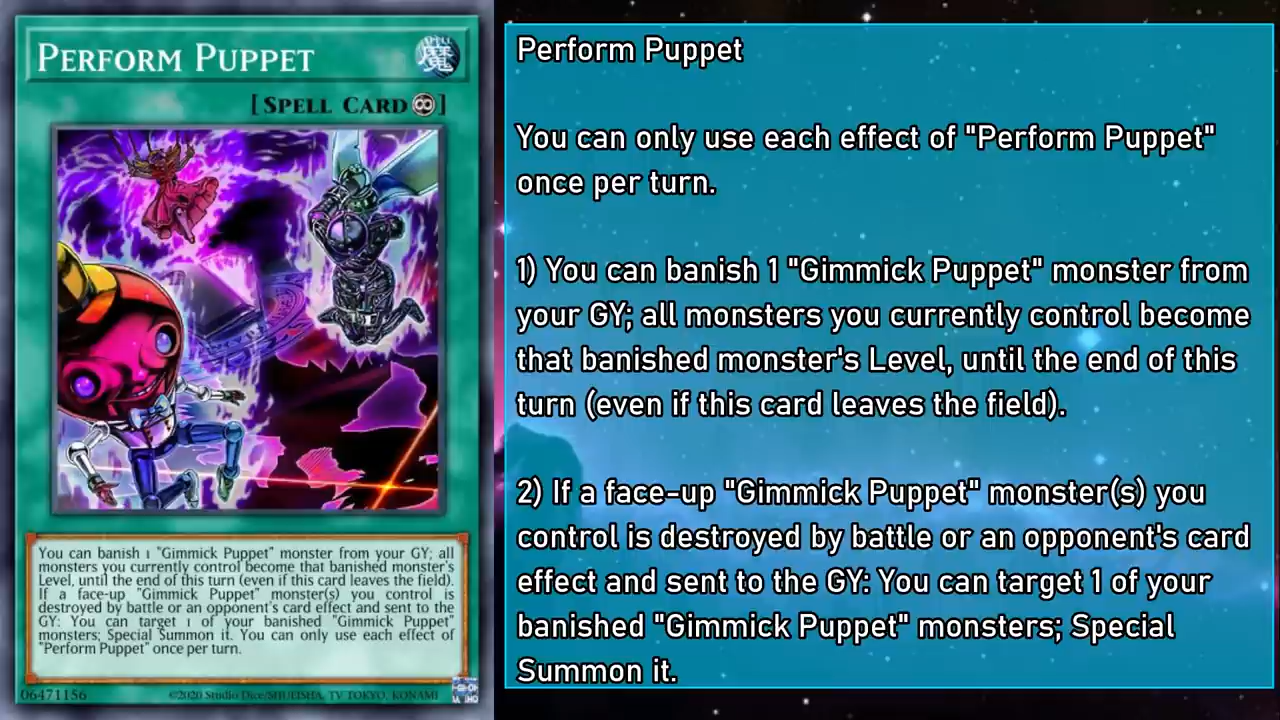 PERFORM PUPPET
[SPELL CARD]
You can banish 1 "Gimmick Puppet" monster from your GY; all
monsters you currently control become that banished monster's
Level, until the end of this turn (even if this card leaves the field).
If a face-up "Gimmick Puppet" monster(s) you control is
destroyed by battle or an opponent's card effect and sent to the
GY: You can target 1 of your banished "Gimmick Puppet"
monsters; Special Summon it. You can only use each effect of
"Perform Puppet" once per turn.
06471156
©2020 Studio Dice/SHUEISHA, TV TOKYO, KONAMI
Perform Puppet
You can only use each effect of "Perform Puppet"
once per turn.
1) You can banish 1 "Gimmick Puppet" monster from
your GY; all monsters you currently control become
that banished monster's Level, until the end of this
turn (even if this card leaves the field).
2) If a face-up "Gimmick Puppet" monster(s) you
control is destroyed by battle or an opponent's card
effect and sent to the GY: You can target 1 of your
banished "Gimmick Puppet" monsters; Special
Summon it.